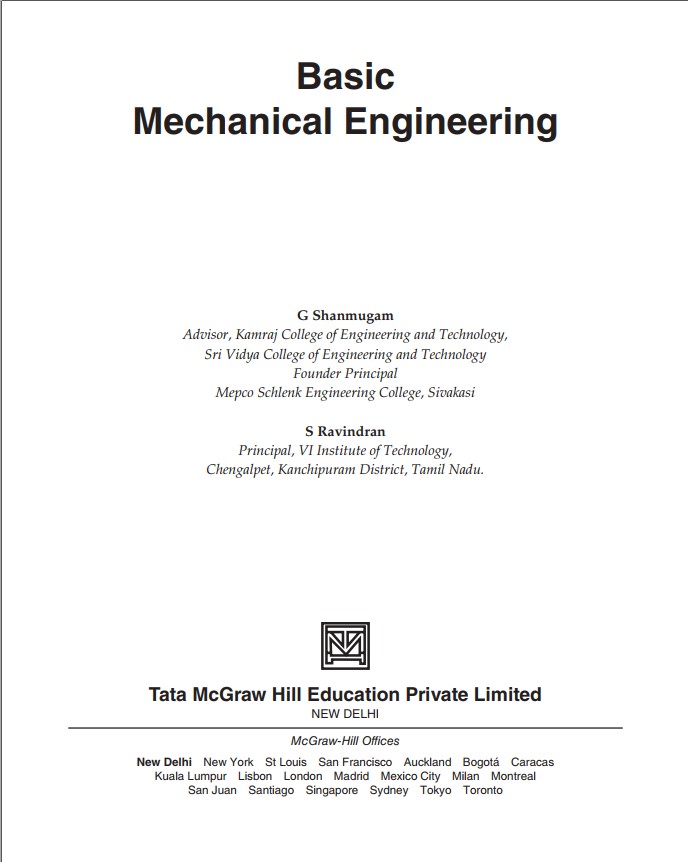 Basic
Mechanical Engineering
G Shanmugam
Advisor, Kamraj College of Engineering and Technology,
Sri Vidya College of Engineering and Technology
Founder Principal
Mepco Schlenk Engineering College, Sivakasi
S Ravindran
Principal, VI Institute of Technology,
Chengalpet, Kanchipuram District, Tamil Nadu.
Tata McGraw Hill Education Private Limited
NEW DELHI
McGraw-Hill Offices
New Delhi New York St Louis San Francisco Auckland Bogotá Caracas
Kuala Lumpur Lisbon London Madrid Mexico City Milan Montreal
San Juan Santiago Singapore Sydney Tokyo Toronto